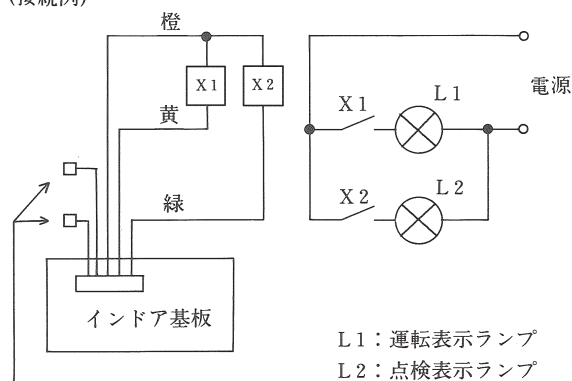 (接続例)
橙
X1
X2
黄
緑
インドア基板
電源
X1
L1
X2
L2
L1：運転表示ランプ
L2：点検表示ランプ